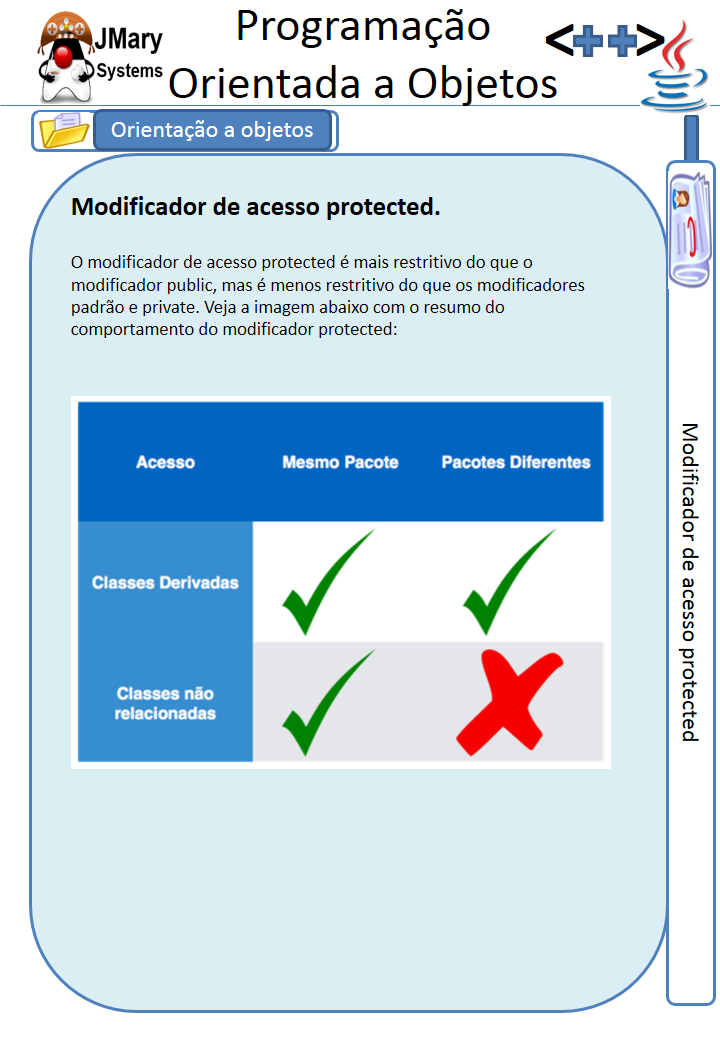 JMary
Systems
Programação
Orientada a Objetos
<++>
Orientação a objetos
Modificador de acesso protected.
O modificador de acesso protected é mais restritivo do que o
modificador public, mas é menos restritivo do que os modificadores
padrão e private. Veja a imagem abaixo com o resumo do
comportamento do modificador protected:
Acesso
Mesmo Pacote
Pacotes Diferentes
Classes Derivadas
Classes não
relacionadas
Modificador de acesso protected